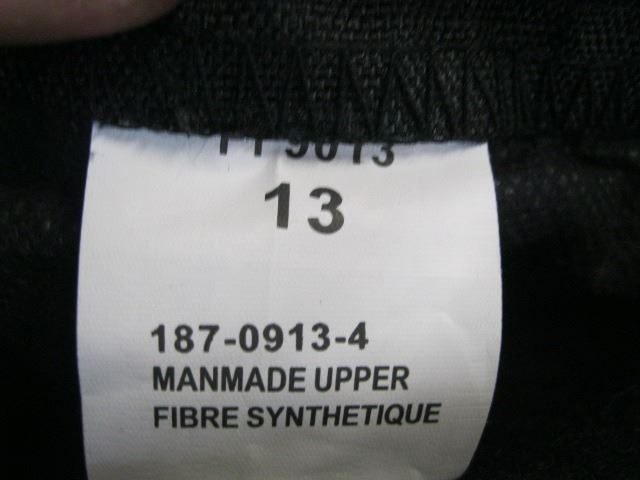 13
187-0913-4
MANMADE UPPER
FIBRE SYNTHETIQUE